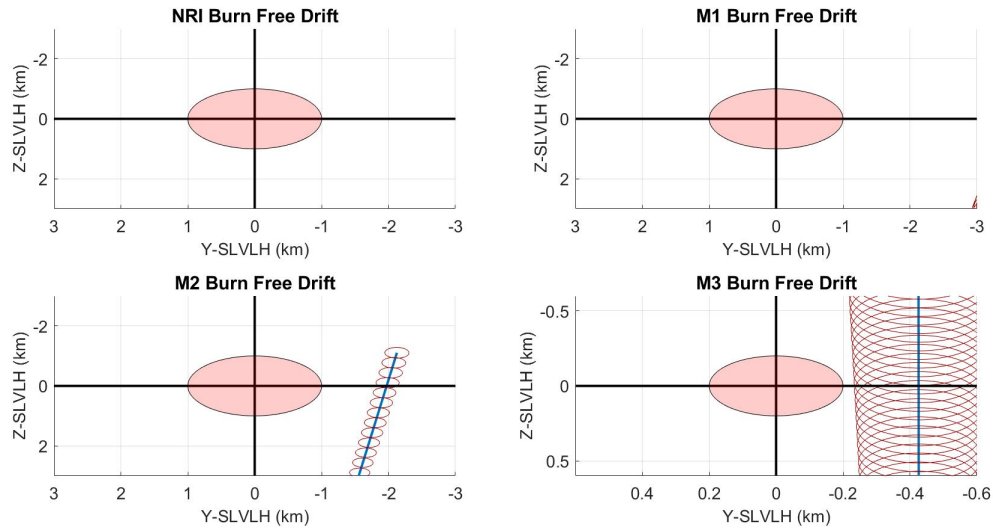 NRI Burn Free Drift
-2
0
2
Z-SLVLH (km)
3 2 1 0 -1 -2 -3
Y-SLVLH (km)
M1 Burn Free Drift
-2
0
2
Z-SLVLH (km)
3 2 1 0 -1 -2 -3
Y-SLVLH (km)
M2 Burn Free Drift
-2
0
2
Z-SLVLH (km)
3 2 1 0 -1 -2 -3
Y-SLVLH (km)
M3 Burn Free Drift
-0.5
0
0.5
Z-SLVLH (km)
0.4 0.2 0 -0.2 -0.4 -0.6
Y-SLVLH (km)